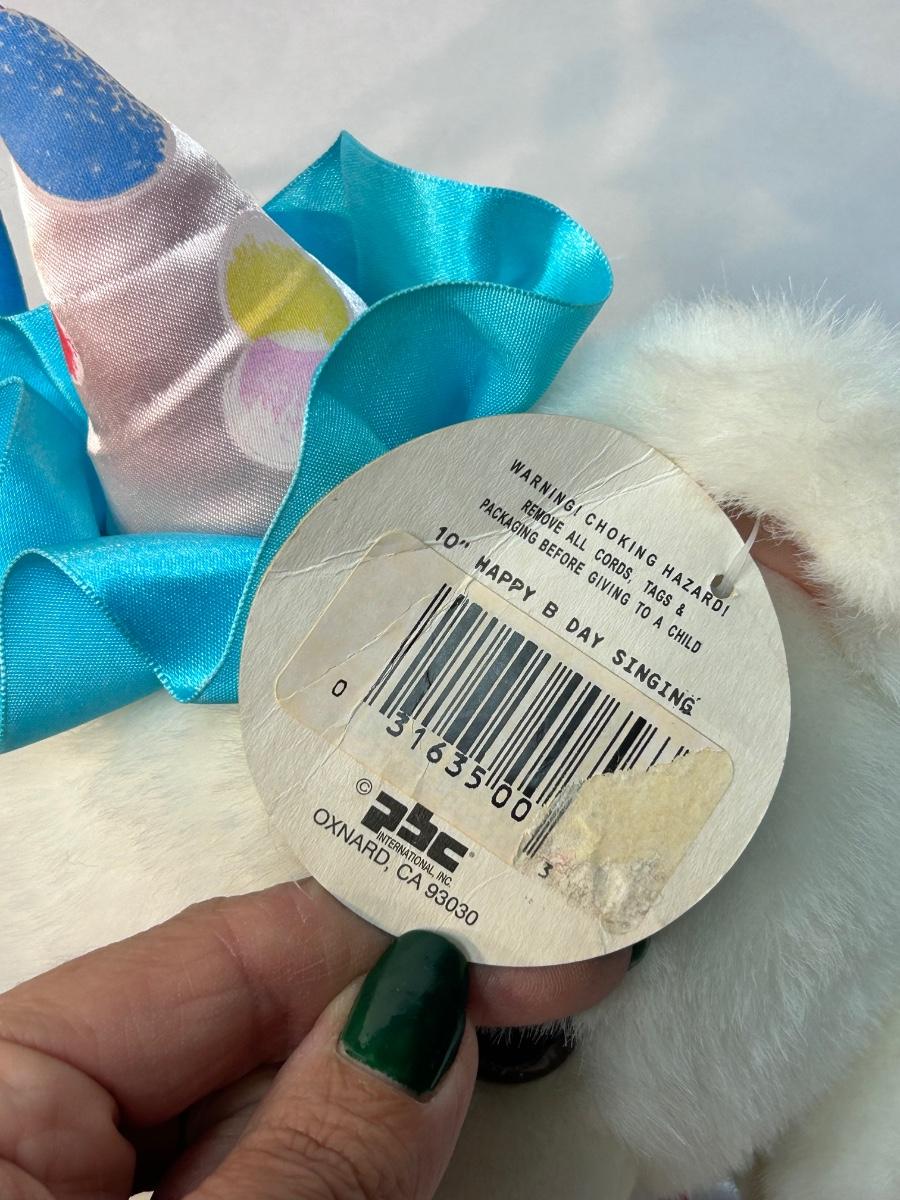 WARNING! CHOKING HAZARD!
REMOVE ALL CORDS, TAGS &
PACKAGING BEFORE GIVING TO A CHILD
10" HAPPY B DAY SINGING
0
31635 00
3
© pbc
INTERNATIONAL, INC.
OXNARD, CA 93030